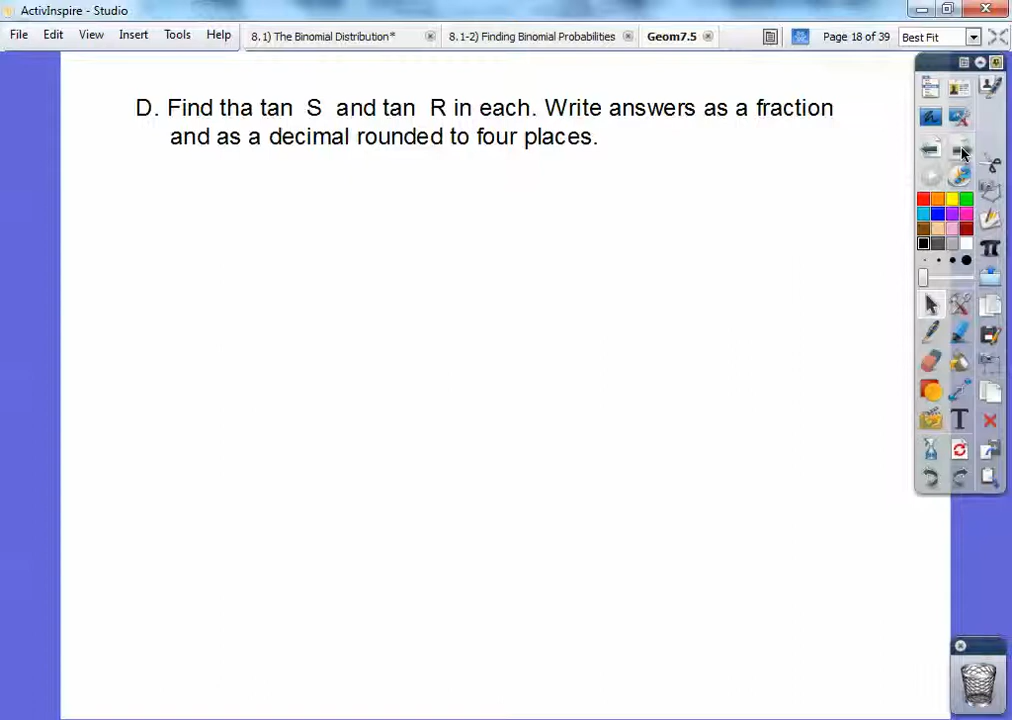 ActivInspire - Studio
File Edit View Insert Tools Help
8.1) The Binomial Distribution*
8.1-2) Finding Binomial Probabilities
Geom7.5
Page 18 of 39
Best Fit
D. Find tha tan S and tan R in each. Write answers as a fraction
and as a decimal rounded to four places.
T